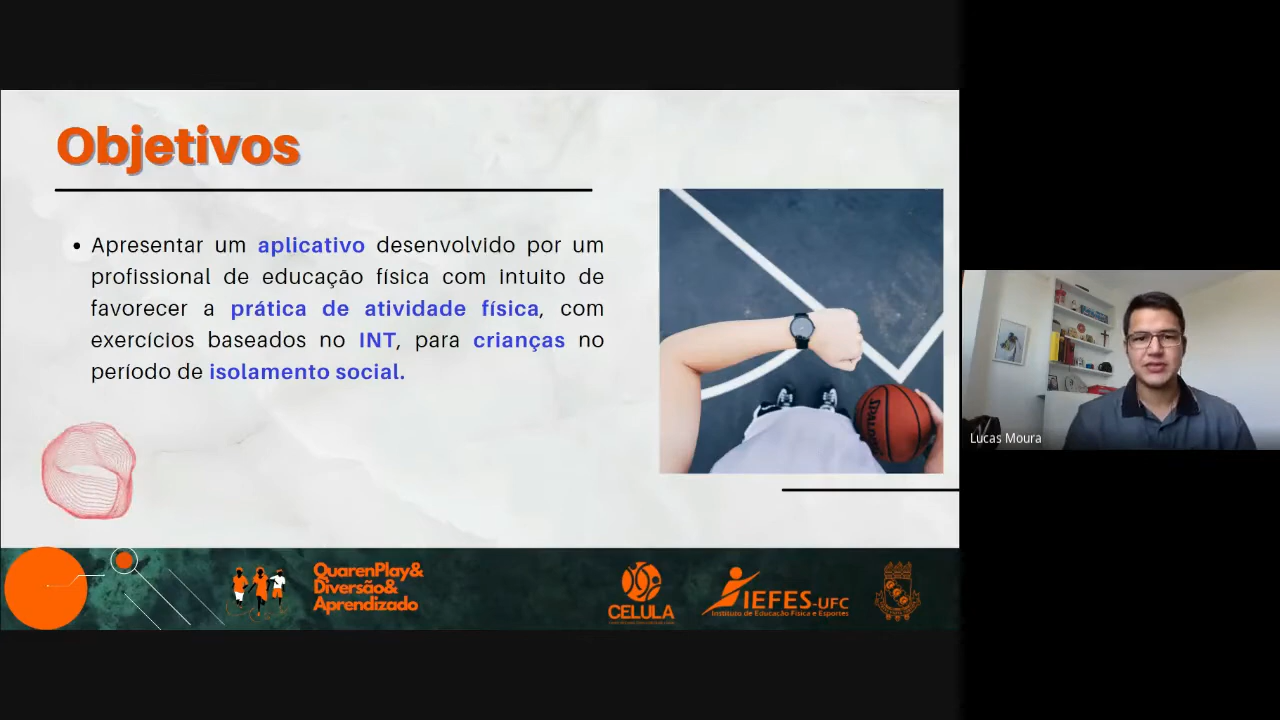 Objetivos
Apresentar um aplicativo desenvolvido por um
profissional de educação física com intuito de
favorecer a prática de atividade física, com
exercícios baseados no INT, para crianças no
período de isolamento social.
SPALDING
Lucas Moura
QuarenPlay&
Diversão&
Aprendizado
CELULA
IEFES-UFC
Instituto de Educação Física e Esportes